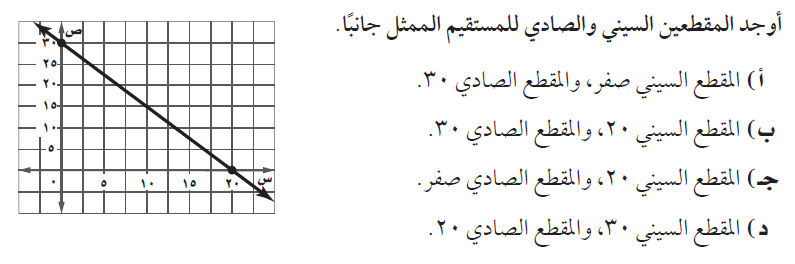 أوجد المقطعين السيني والصادي للمستقيم الممثل جانبًا.
أ) المقطع السيني صفر، والمقطع الصادي ٣٠.
ب) المقطع السيني ٢٠، والمقطع الصادي ٣٠.
جـ) المقطع السيني ٢٠، والمقطع الصادي صفر.
د) المقطع السيني ٣٠، والمقطع الصادي ٢٠.
ص
٣٠
٢٥
٢٠
١٥
١٠
٥
٠ ٥ ١٠ ١٥ ٢٠ س